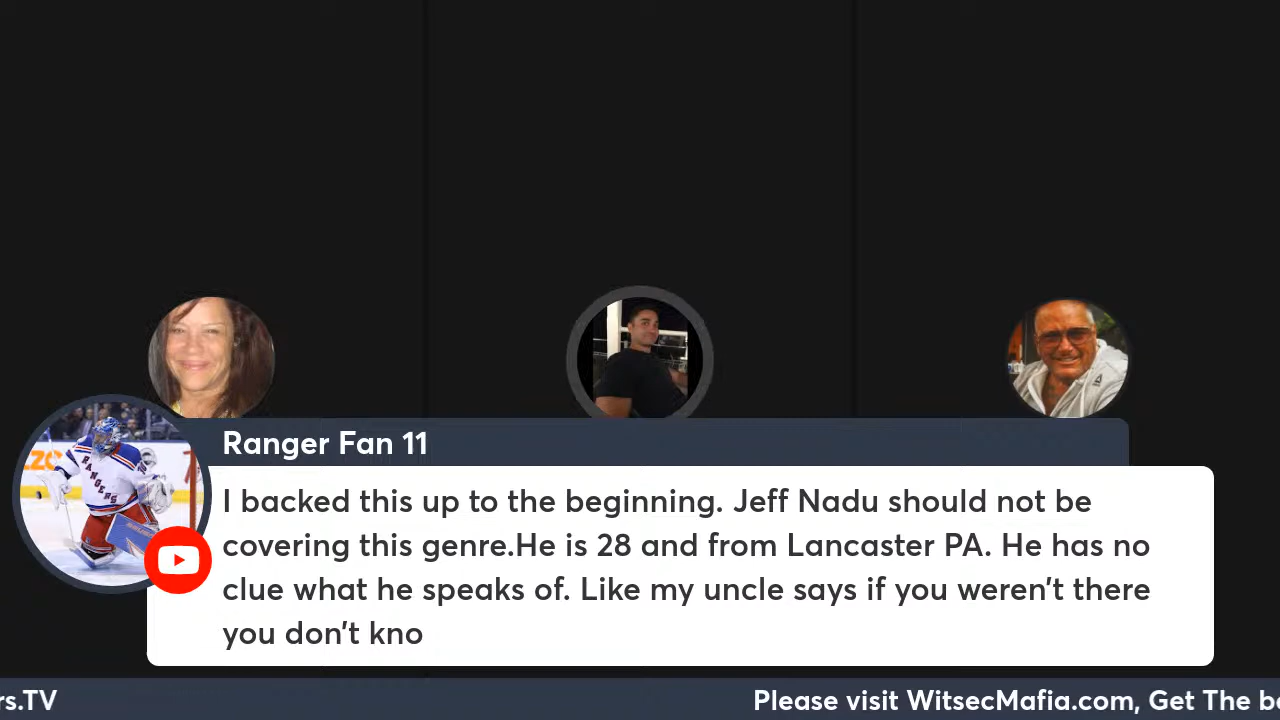 Ranger Fan 11
I backed this up to the beginning. Jeff Nadu should not be
covering this genre.He is 28 and from Lancaster PA. He has no
clue what he speaks of. Like my uncle says if you weren't there
you don't kno
rs.TV Please visit WitsecMafia.com, Get The be